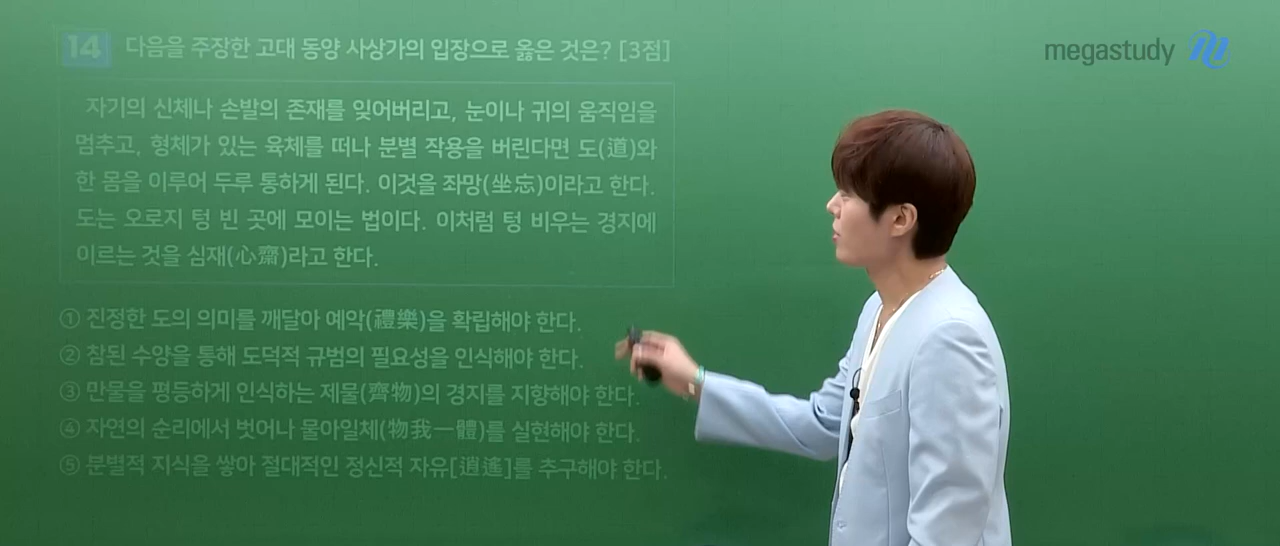 14 다음을 주장한 고대 동양 사상가의 입장으로 옳은 것은? [3점]
megastudy
자기의 신체나 손발의 존재를 잊어버리고, 눈이나 귀의 움직임을
멈추고, 형체가 있는 육체를 떠나 분별 작용을 버린다면 도(道)와
한 몸을 이루어 두루 통하게 된다. 이것을 좌망(坐忘)이라고 한다.
도는 오로지 텅 빈 곳에 모이는 법이다. 이처럼 텅 비우는 경지에
이르는 것을 심재(心齋)라고 한다.
① 진정한 도의 의미를 깨달아 예악(禮樂)을 확립해야 한다.
② 참된 수양을 통해 도덕적 규범의 필요성을 인식해야 한다.
③ 만물을 평등하게 인식하는 제물(齊物)의 경지를 지향해야 한다.
④ 자연의 순리에서 벗어나 물아일체(物我一體)를 실현해야 한다.
⑤ 분별적 지식을 쌓아 절대적인 정신적 자유[逍遙]를 추구해야 한다.